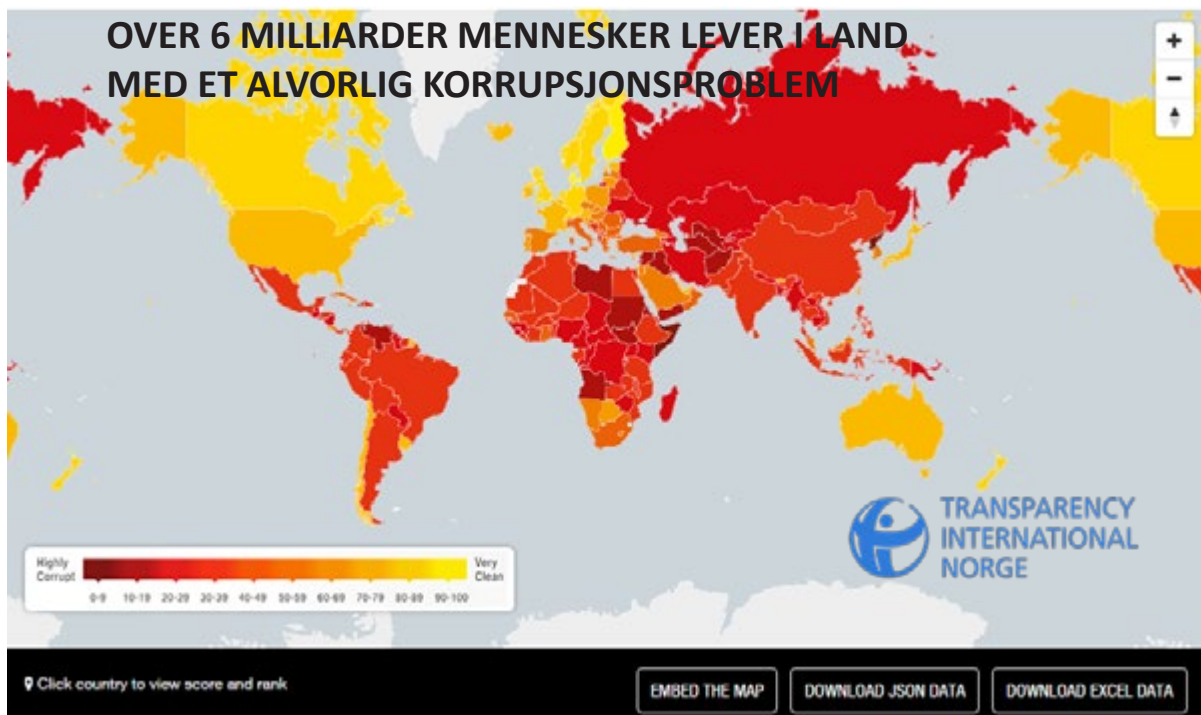 OVER 6 MILLIARDER MENNESKER LEVER I LAND
MED ET ALVORLIG KORRUPSJONSPROBLEM
+
−
TRANSPARENCY
INTERNATIONAL
NORGE
Highly
Corrupt
Very
Clean
0-9 10-19 20-29 30-39 40-49 50-59 60-69 70-79 80-89 90-100
Click country to view score and rank
EMBED THE MAP
DOWNLOAD JSON DATA
DOWNLOAD EXCEL DATA